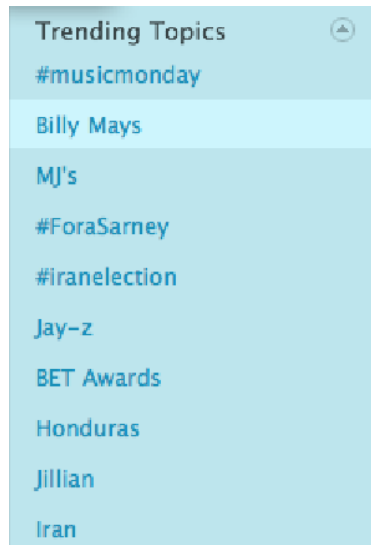 Trending Topics
#musicmonday
Billy Mays
MJ's
#ForaSarney
#iranelection
Jay-z
BET Awards
Honduras
Jillian
Iran